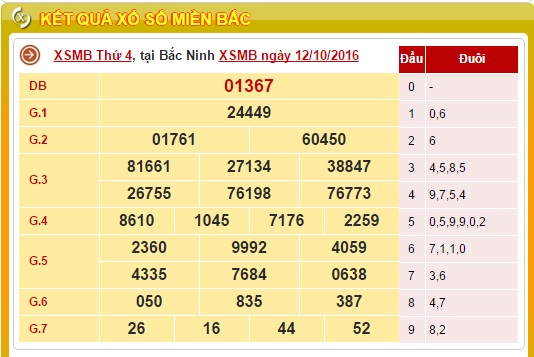 KẾT QUẢ XỔ SỐ MIỀN BẮC
XSMB Thứ 4, tại Bắc Ninh XSMB ngày 12/10/2016
ĐB 01367
G.1 24449
G.2 01761 60450
G.3 81661 27134 38847
26755 76198 76773
G.4 8610 1045 7176 2259
G.5 2360 9992 4059
4335 7684 0638
G.6 050 835 387
G.7 26 16 44 52
Đầu Đuôi
0 -
1 0,6
2 6
3 4,5,8,5
4 9,7,5,4
5 0,5,9,9,0,2
6 7,1,1,0
7 3,6
8 4,7
9 8,2